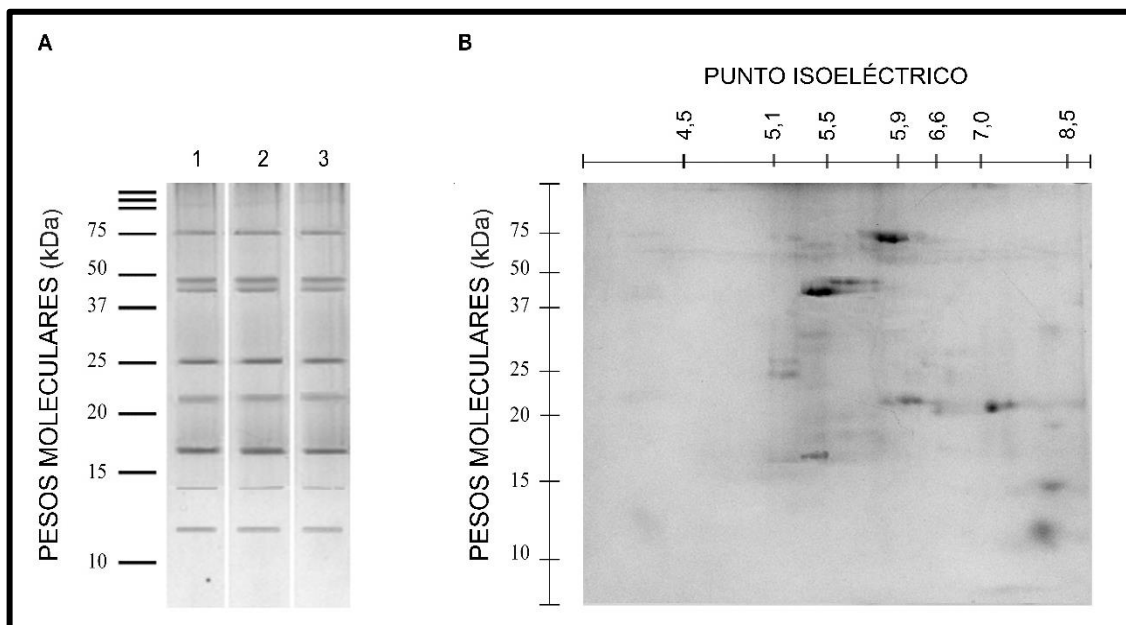 A
B
PUNTO ISOELÉCTRICO
4,5 5,1 5,5 5,9 6,6 7,0 8,5
1 2 3
PESOS MOLECULARES (kDa)
75
50
37
25
20
15
10
PESOS MOLECULARES (kDa)
75
50
37
25
20
15
10